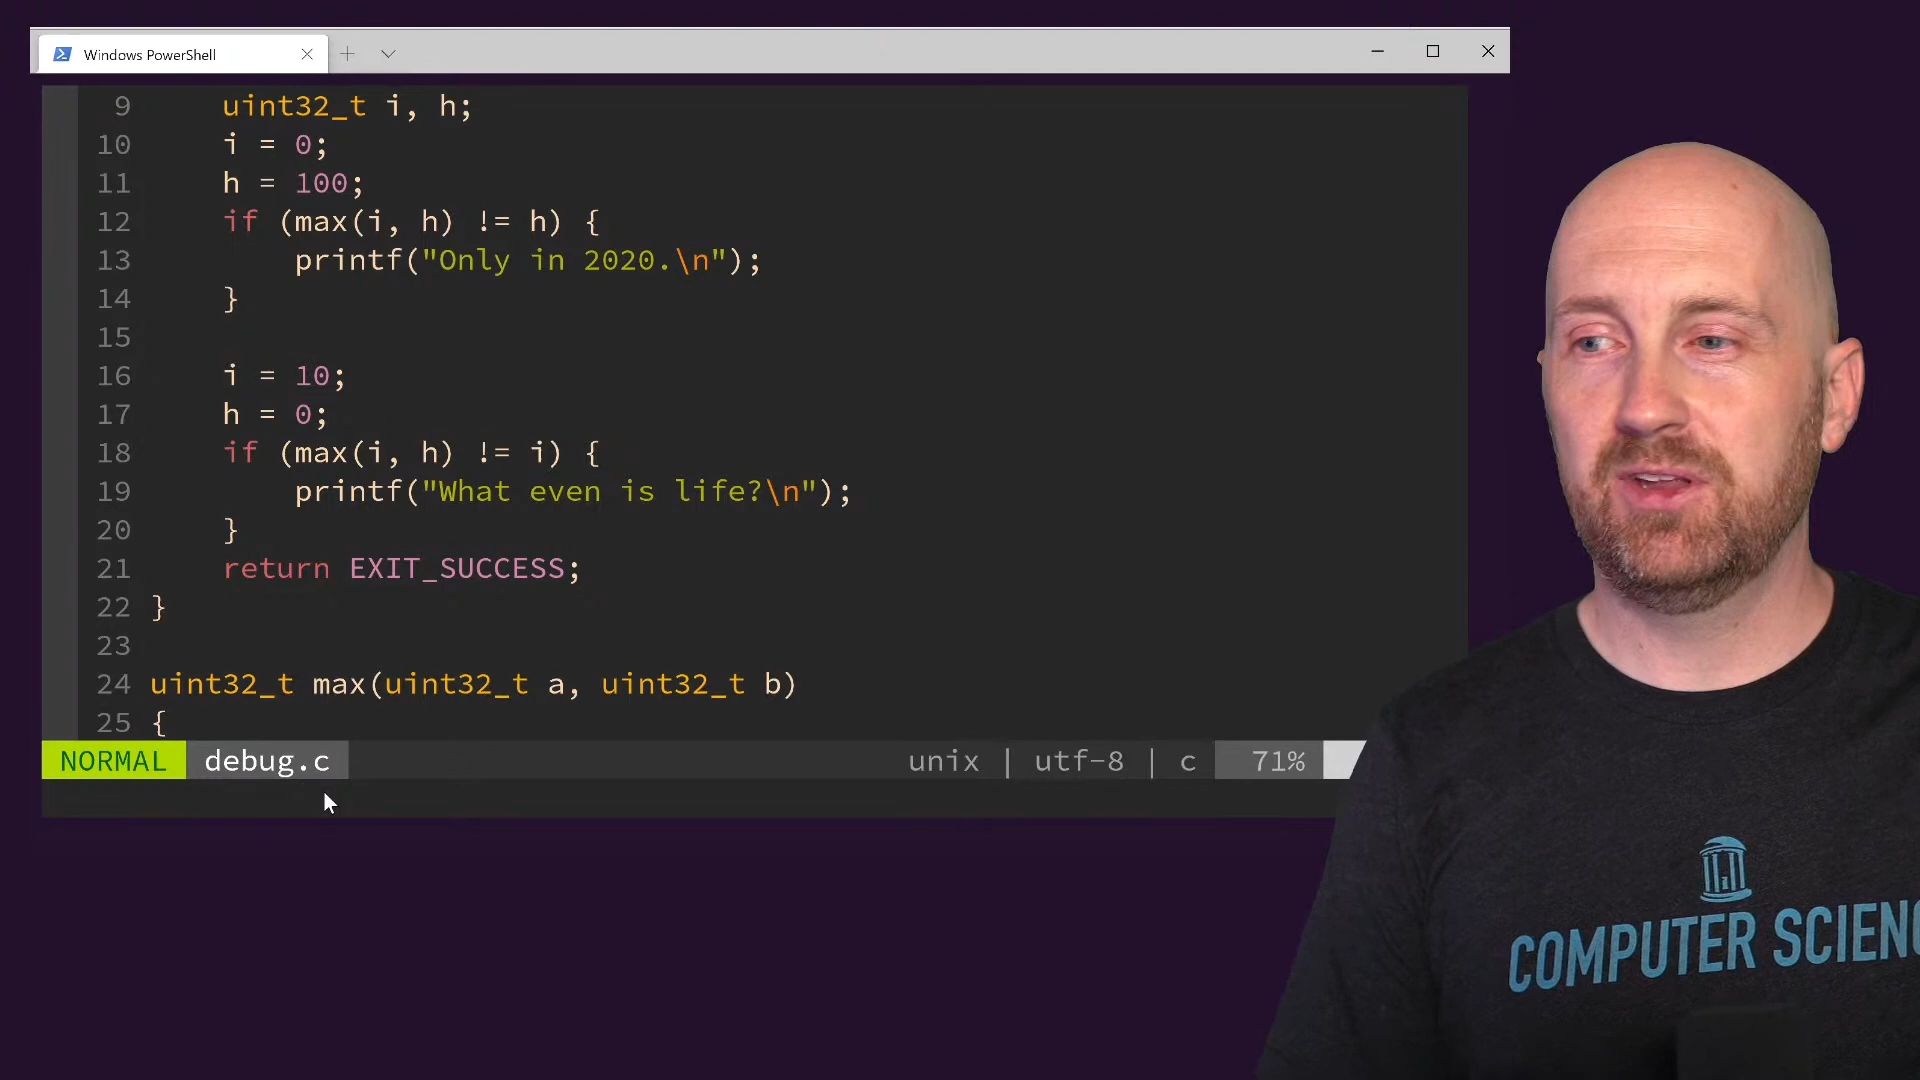 Windows PowerShell
9 uint32_t i, h;
10 i = 0;
11 h = 100;
12 if (max(i, h) != h) {
13 printf("Only in 2020.\n");
14 }
15
16 i = 10;
17 h = 0;
18 if (max(i, h) != i) {
19 printf("What even is life?\n");
20 }
21 return EXIT_SUCCESS;
22 }
23
24 uint32_t max(uint32_t a, uint32_t b)
25 {
NORMAL debug.c unix | utf-8 | c 71%
COMPUTER SCIENC